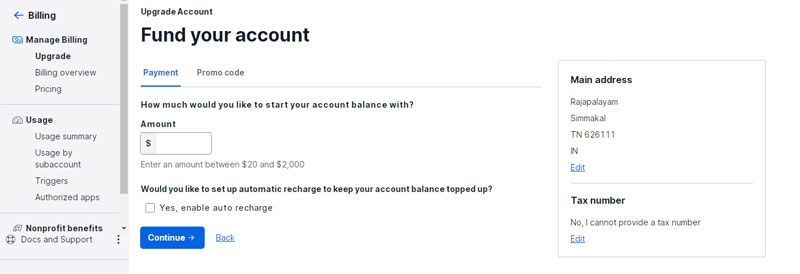 Billing
Manage Billing
Upgrade
Billing overview
Pricing
Usage
Usage summary
Usage by
subaccount
Triggers
Authorized apps
Nonprofit benefits
Docs and Support
Upgrade Account
Fund your account
Payment
Promo code
How much would you like to start your account balance with?
Amount
$
Enter an amount between $20 and $2,000
Would you like to set up automatic recharge to keep your account balance topped up?
Yes, enable auto recharge
Continue →
Back
Main address
Rajapalayam
Simmakal
TN 626111
IN
Edit
Tax number
No, I cannot provide a tax number
Edit